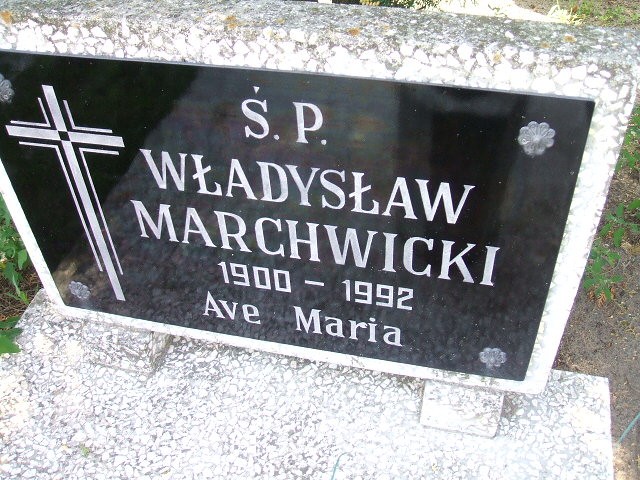 Ś. P.
WŁADYSŁAW
MARCHWICKI
1900 – 1992
Ave Maria